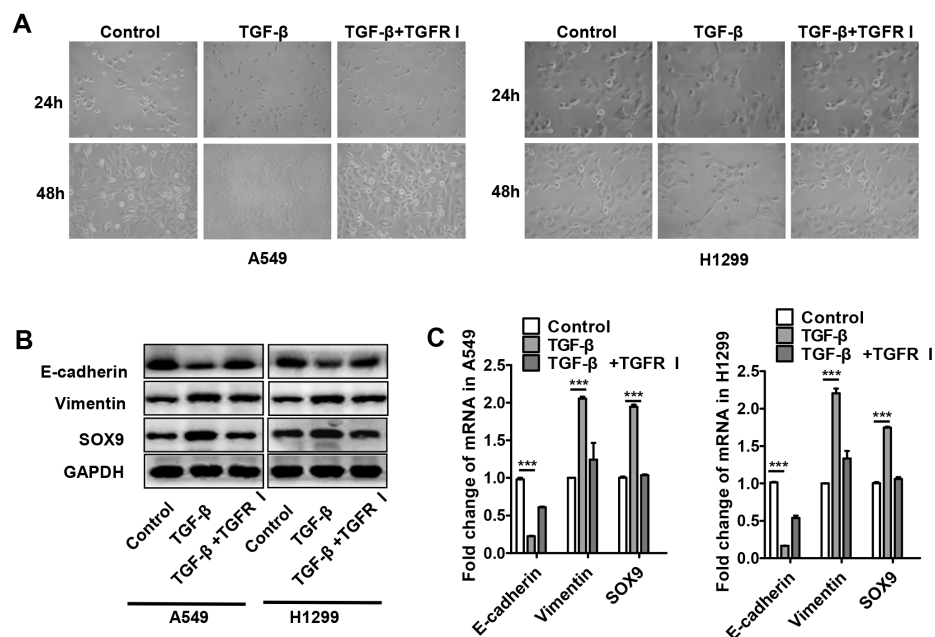 A
Control TGF-β TGF-β+TGFR I
24h
48h
A549
Control TGF-β TGF-β+TGFR I
24h
48h
H1299
B
E-cadherin
Vimentin
SOX9
GAPDH
Control TGF-β TGF-β +TGFR I Control TGF-β TGF-β +TGFR I
A549 H1299
C
Control
TGF-β
TGF-β +TGFR I
Fold change of mRNA in A549
2.5
2.0
1.5
1.0
0.5
0.0
***
***
***
E-cadherin Vimentin SOX9
Control
TGF-β
TGF-β +TGFR I
Fold change of mRNA in H1299
2.5
2.0
1.5
1.0
0.5
0.0
***
***
***
E-cadherin Vimentin SOX9